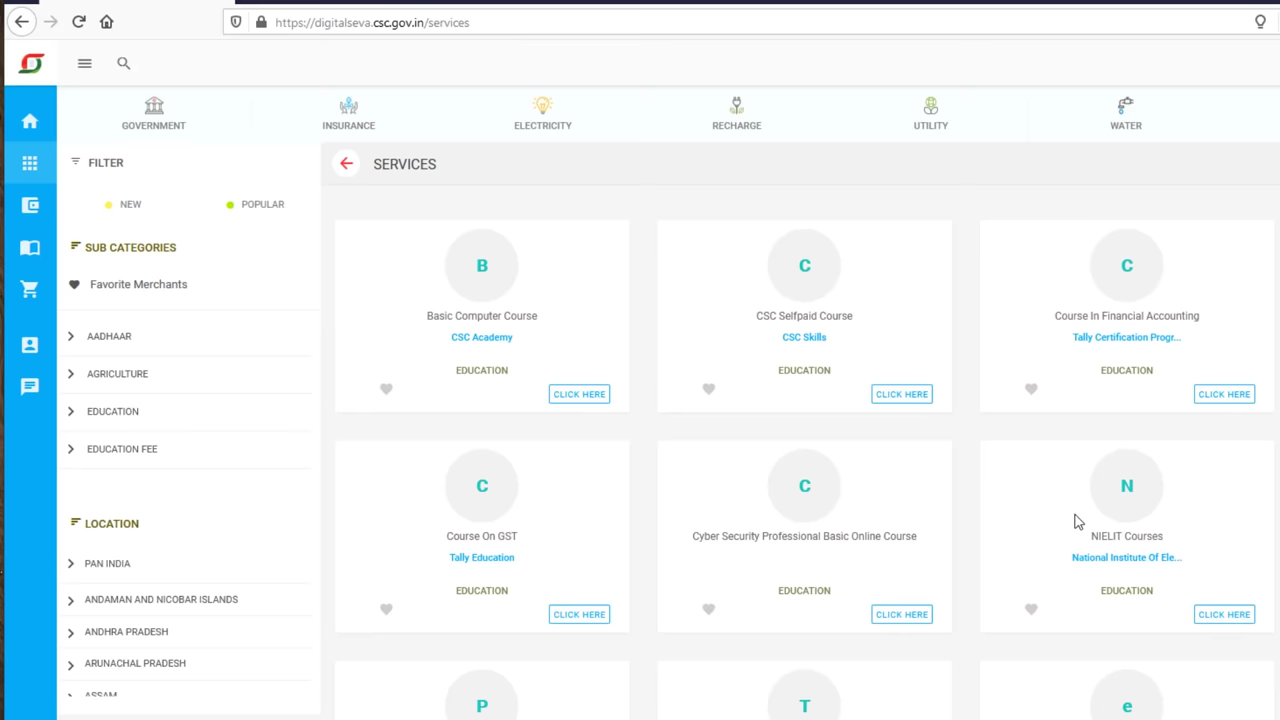 https://digitalseva.csc.gov.in/services
GOVERNMENT
INSURANCE
ELECTRICITY
RECHARGE
UTILITY
WATER
FILTER
NEW
POPULAR
SUB CATEGORIES
Favorite Merchants
AADHAAR
AGRICULTURE
EDUCATION
EDUCATION FEE
LOCATION
PAN INDIA
ANDAMAN AND NICOBAR ISLANDS
ANDHRA PRADESH
ARUNACHAL PRADESH
ASSAM
SERVICES
B
Basic Computer Course
CSC Academy
EDUCATION
CLICK HERE
C
CSC Selfpaid Course
CSC Skills
EDUCATION
CLICK HERE
C
Course In Financial Accounting
Tally Certification Progr...
EDUCATION
CLICK HERE
C
Course On GST
Tally Education
EDUCATION
CLICK HERE
C
Cyber Security Professional Basic Online Course
EDUCATION
CLICK HERE
N
NIELIT Courses
National Institute Of Ele...
EDUCATION
CLICK HERE
P
T
e